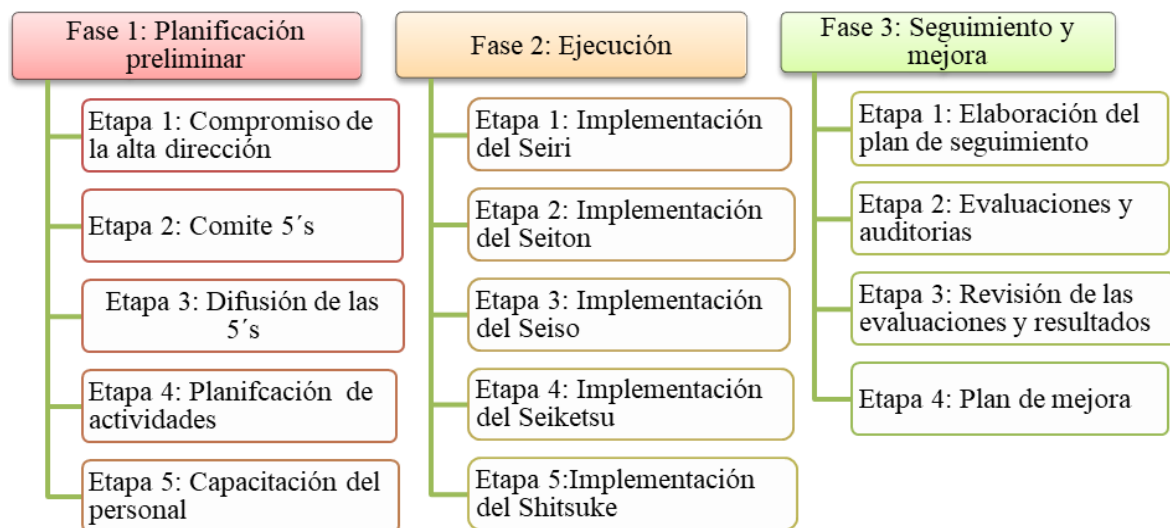 Fase 1: Planificación
preliminar
Etapa 1: Compromiso de
la alta dirección
Etapa 2: Comite 5´s
Etapa 3: Difusión de las
5´s
Etapa 4: Planifcación de
actividades
Etapa 5: Capacitación del
personal
Fase 2: Ejecución
Etapa 1: Implementación
del Seiri
Etapa 2: Implementación
del Seiton
Etapa 3: Implementación
del Seiso
Etapa 4: Implementación
del Seiketsu
Etapa 5:Implementación
del Shitsuke
Fase 3: Seguimiento y
mejora
Etapa 1: Elaboración del
plan de seguimiento
Etapa 2: Evaluaciones y
auditorias
Etapa 3: Revisión de las
evaluaciones y resultados
Etapa 4: Plan de mejora